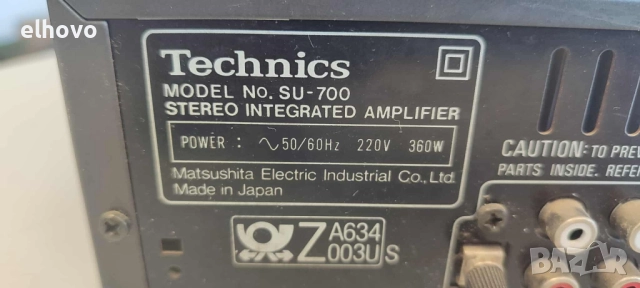 elhovo
Technics
MODEL No. SU-700
STEREO INTEGRATED AMPLIFIER
POWER: ∿50/60Hz 220V 360W
Matsushita Electric Industrial Co., Ltd.
Made in Japan
CAUTION: TO PREV
PARTS INSIDE. REFE
Z A634
003U S
BAZAR